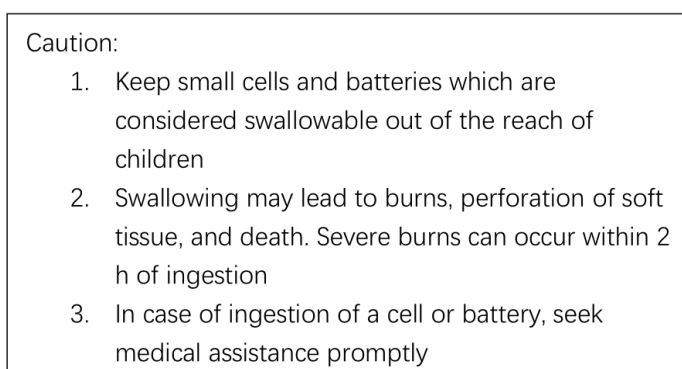 Caution:
1. Keep small cells and batteries which are
considered swallowable out of the reach of
children
2. Swallowing may lead to burns, perforation of soft
tissue, and death. Severe burns can occur within 2
h of ingestion
3. In case of ingestion of a cell or battery, seek
medical assistance promptly